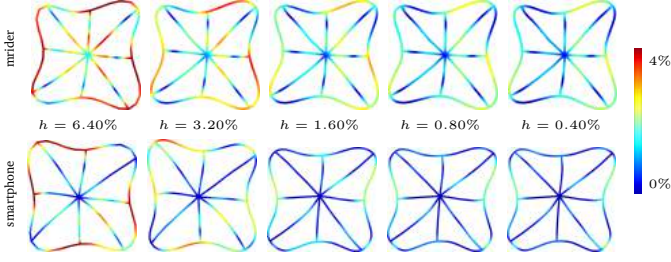 mrider
4%
h = 6.40% h = 3.20% h = 1.60% h = 0.80% h = 0.40%
smartphone
0%